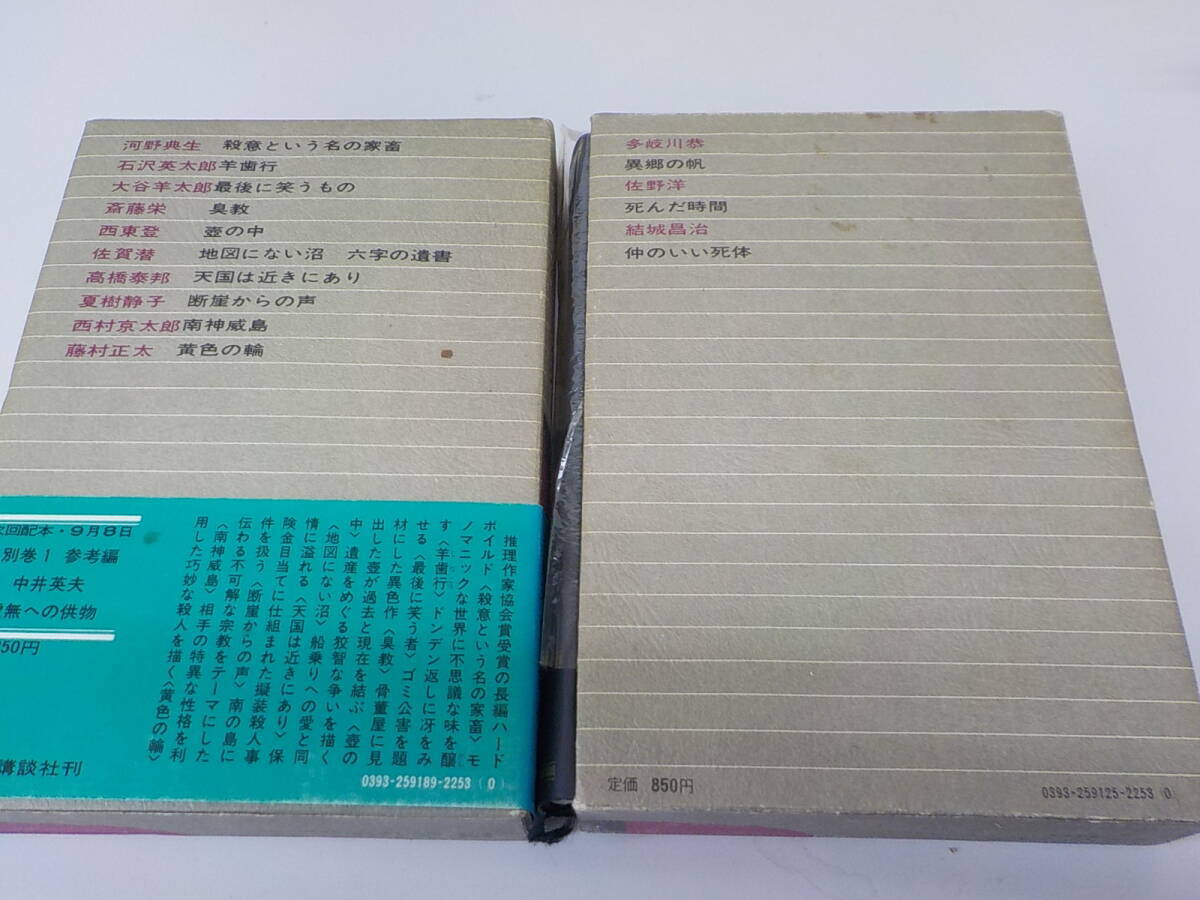 河野典生 殺意という名の家畜
石沢英太郎 羊歯行
大谷羊太郎 最後に笑うもの
斎藤栄 臭教
西東登 壺の中
佐賀潜 地図にない沼 六字の遺書
高橋泰邦 天国は近きにあり
夏樹静子 断崖からの声
西村京太郎 南神威島
藤村正太 黄色の輪
推理作家協会賞受賞の長編ハード
ボイルド〈殺意という名の家畜〉モ
ノマニックな世界に不思議な味を醸
す〈羊歯行〉ドンデン返しに冴をみ
せる〈最後に笑う者〉ゴミ公害を題
材にした異色作〈臭教〉骨董屋に見
出した壺が過去と現在を結ぶ〈壺の
中〉遺産をめぐる狡智な争いを描く
〈地図にない沼〉船乗りへの愛と同
情に溢れる〈天国は近きにあり〉保
険金目当てに仕組まれた擬装殺人事
件を扱う〈断崖からの声〉南の島に
伝わる不可解な宗教をテーマにした
〈南神威島〉相手の特異な性格を利
用した巧妙な殺人を描く〈黄色の輪〉
回配本・9月8日
別巻1 参考編
中井英夫
無への供物
850円
講談社刊
0393-259189-2253 (0)
多岐川恭
異郷の帆
佐野洋
死んだ時間
結城昌治
仲のいい死体
定価 850円
0393-259125-2253 (0)